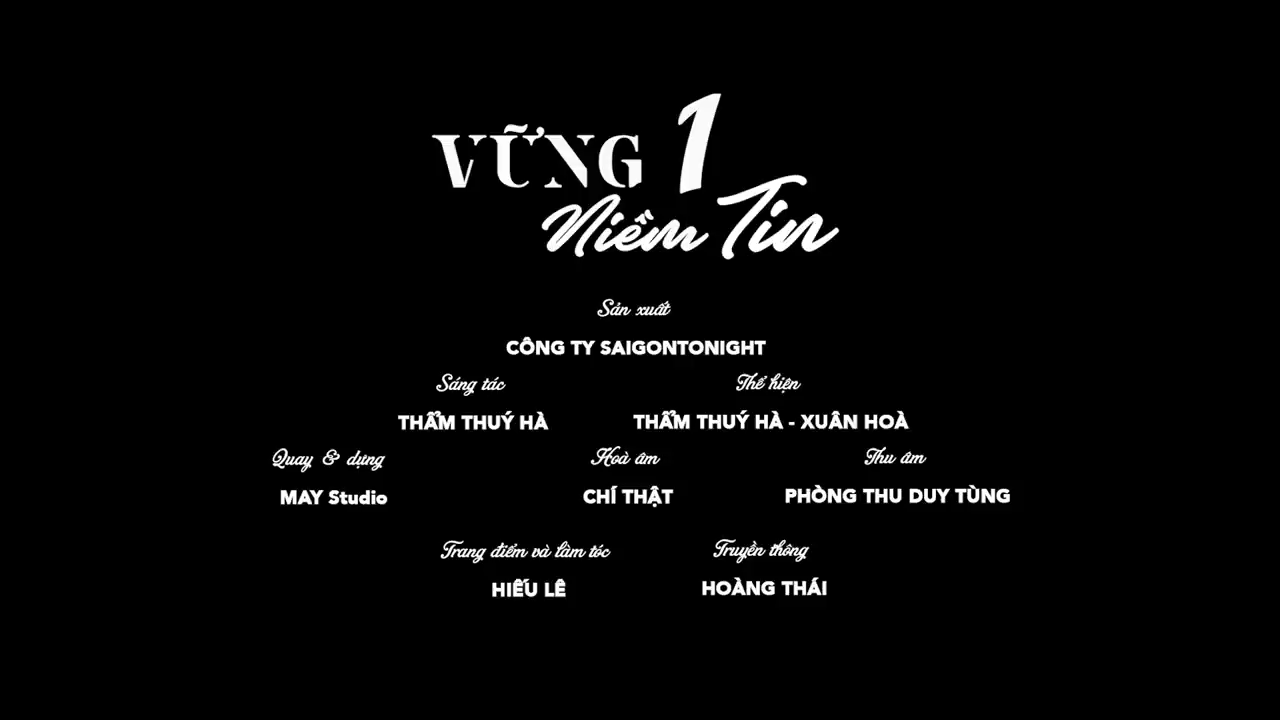 VỮNG 1
Niềm Tin
Sản xuất
CÔNG TY SAIGONTONIGHT
Sáng tác
THẨM THUÝ HÀ
Thể hiện
THẨM THUÝ HÀ - XUÂN HOÀ
Quay & dựng
MAY Studio
Hoà âm
CHÍ THẬT
Thu âm
PHÒNG THU DUY TÙNG
Trang điểm và làm tóc
HIẾU LÊ
Truyền thông
HOÀNG THÁI